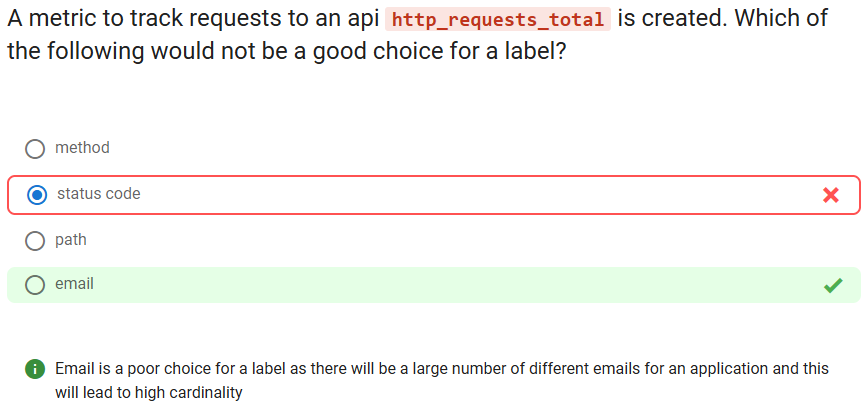 A metric to track requests to an api http_requests_total is created. Which of
the following would not be a good choice for a label?
method
status code
path
email
Email is a poor choice for a label as there will be a large number of different emails for an application and this
will lead to high cardinality